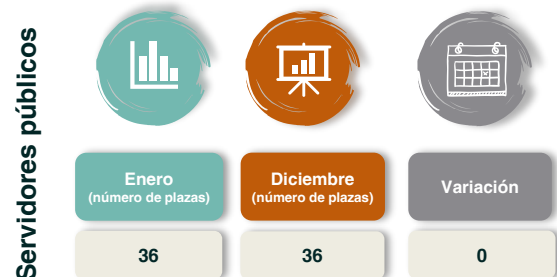 Servidores públicos
Enero
(número de plazas)
Diciembre
(número de plazas)
Variación
36
36
0